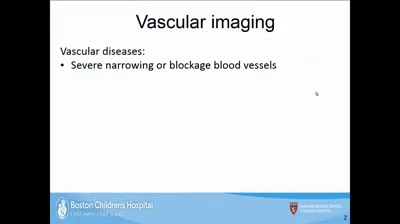 Vascular imaging
Vascular diseases:
• Severe narrowing or blockage blood vessels
Boston Children's Hospital
Until every child is well
2